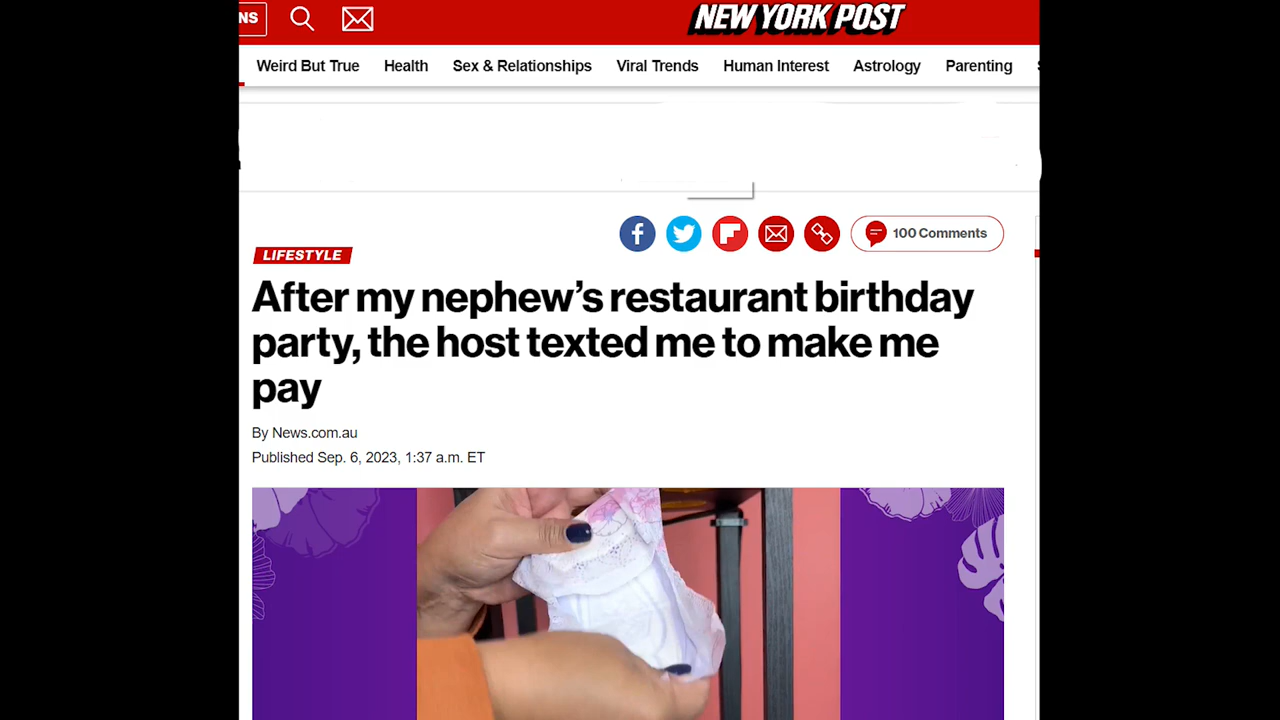 NS
NEW YORK POST
Weird But True Health Sex & Relationships Viral Trends Human Interest Astrology Parenting
100 Comments
LIFESTYLE
After my nephew’s restaurant birthday
party, the host texted me to make me
pay
By News.com.au
Published Sep. 6, 2023, 1:37 a.m. ET